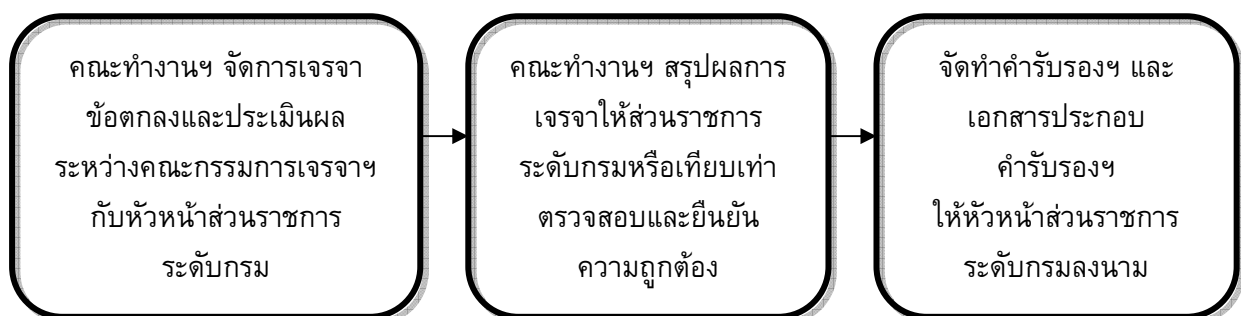 คณะทำงานฯ จัดการเจรจา
ข้อตกลงและประเมินผล
ระหว่างคณะกรรมการเจรจาฯ
กับหัวหน้าส่วนราชการ
ระดับกรม
คณะทำงานฯ สรุปผลการ
เจรจาให้ส่วนราชการ
ระดับกรมหรือเทียบเท่า
ตรวจสอบและยืนยัน
ความถูกต้อง
จัดทำคำรับรองฯ และ
เอกสารประกอบ
คำรับรองฯ
ให้หัวหน้าส่วนราชการ
ระดับกรมลงนาม